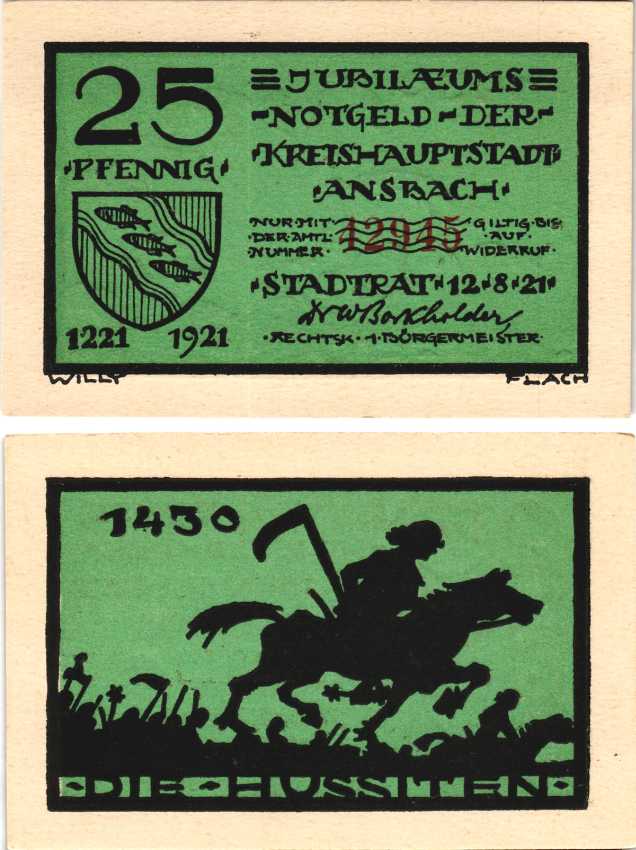 25
PFENNIG
1221 1921
JUBILÆUMS
NOTGELD-DER
KREISHAUPTSTADT
ANSBACH
NUR·MIT
DER·AMTL·
NUMMER·
12945
GILTIG·BIS
·AUF·
WIDERRUF·
·STADTRAT·12·8·21·
Dr W Borkholder
·RECHTSK·1·BÜRGERMEISTER·
WILLY FLACH
1430
·DIE·HUSSITEN·